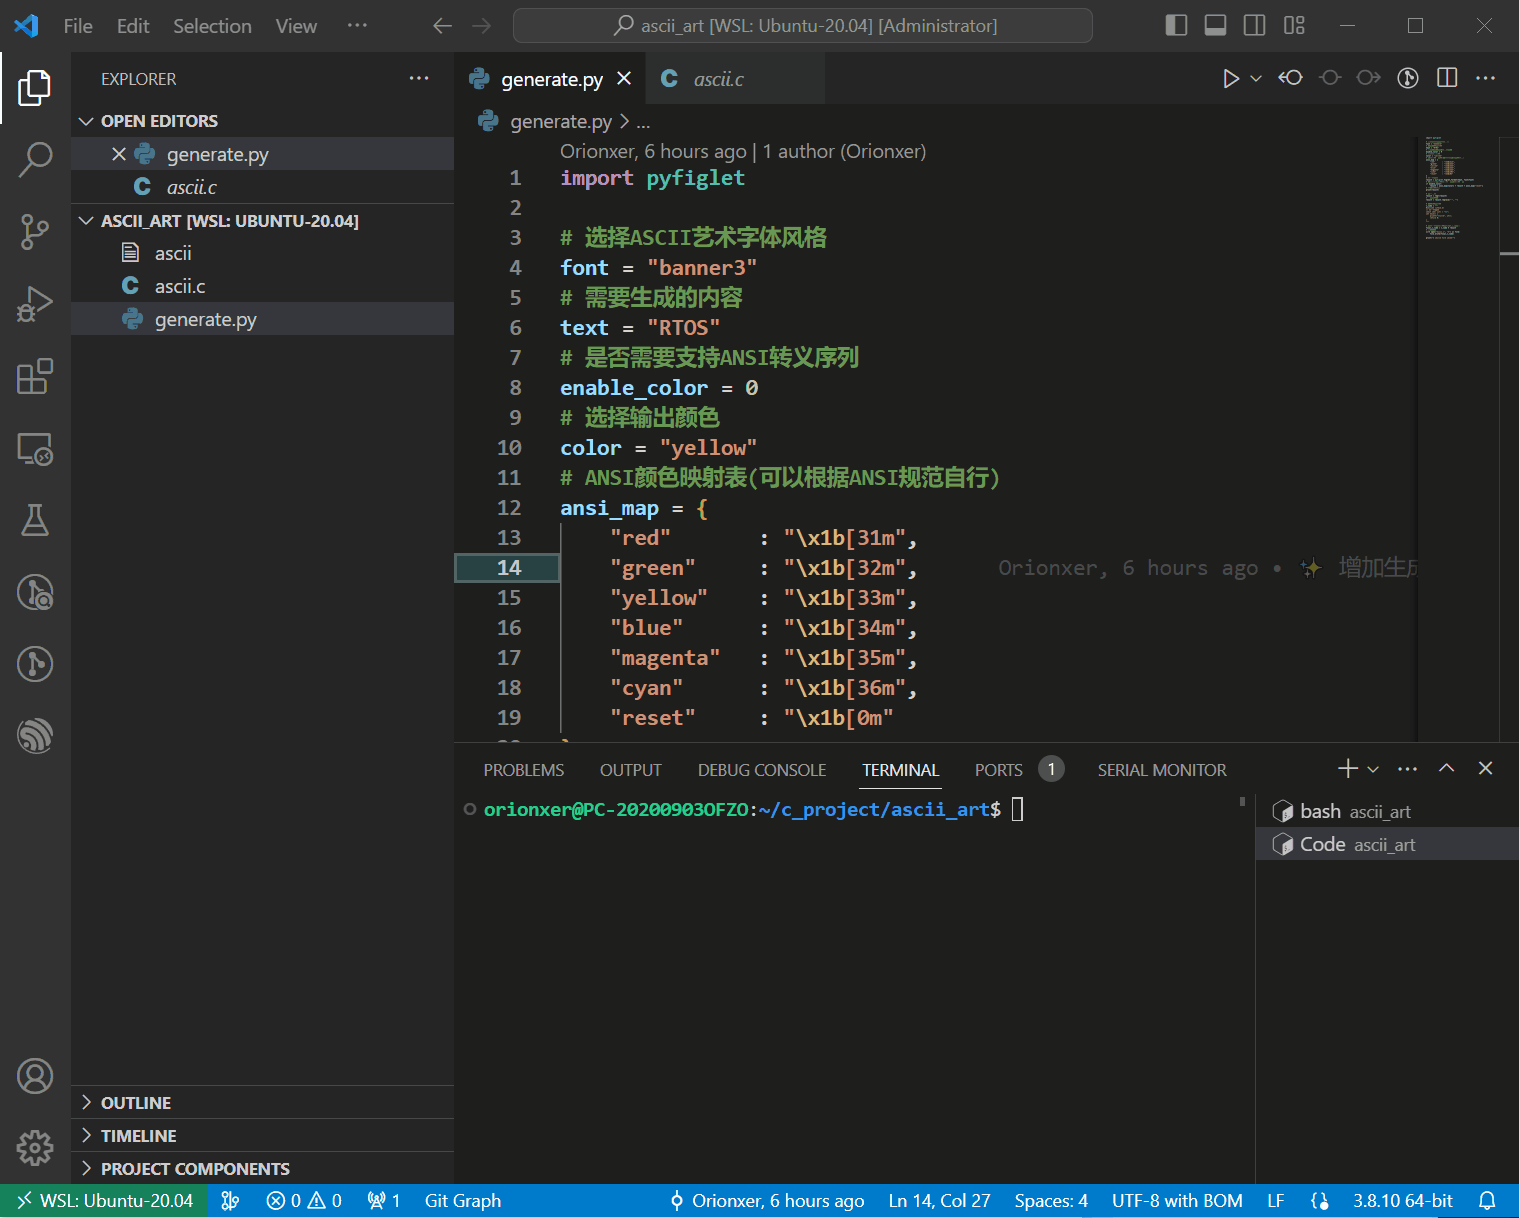 File Edit Selection View ··· ascii_art [WSL: Ubuntu-20.04] [Administrator]
EXPLORER
OPEN EDITORS
generate.py
ascii.c
ASCII_ART [WSL: UBUNTU-20.04]
ascii
ascii.c
generate.py
OUTLINE
TIMELINE
PROJECT COMPONENTS
generate.py
ascii.c
generate.py > ...
Orionxer, 6 hours ago | 1 author (Orionxer)
1 import pyfiglet
2
3 # 选择ASCII艺术字体风格
4 font = "banner3"
5 # 需要生成的内容
6 text = "RTOS"
7 # 是否需要支持ANSI转义序列
8 enable_color = 0
9 # 选择输出颜色
10 color = "yellow"
11 # ANSI颜色映射表(可以根据ANSI规范自行)
12 ansi_map = {
13 "red" : "\x1b[31m",
14 "green" : "\x1b[32m", Orionxer, 6 hours ago • ✨ 增加生成
15 "yellow" : "\x1b[33m",
16 "blue" : "\x1b[34m",
17 "magenta" : "\x1b[35m",
18 "cyan" : "\x1b[36m",
19 "reset" : "\x1b[0m"
PROBLEMS OUTPUT DEBUG CONSOLE TERMINAL PORTS 1 SERIAL MONITOR
orionxer@PC-20200903OFZO:~/c_project/ascii_art$
bash ascii_art
Code ascii_art
WSL: Ubuntu-20.04 0 0 1 Git Graph Orionxer, 6 hours ago Ln 14, Col 27 Spaces: 4 UTF-8 with BOM LF 3.8.10 64-bit